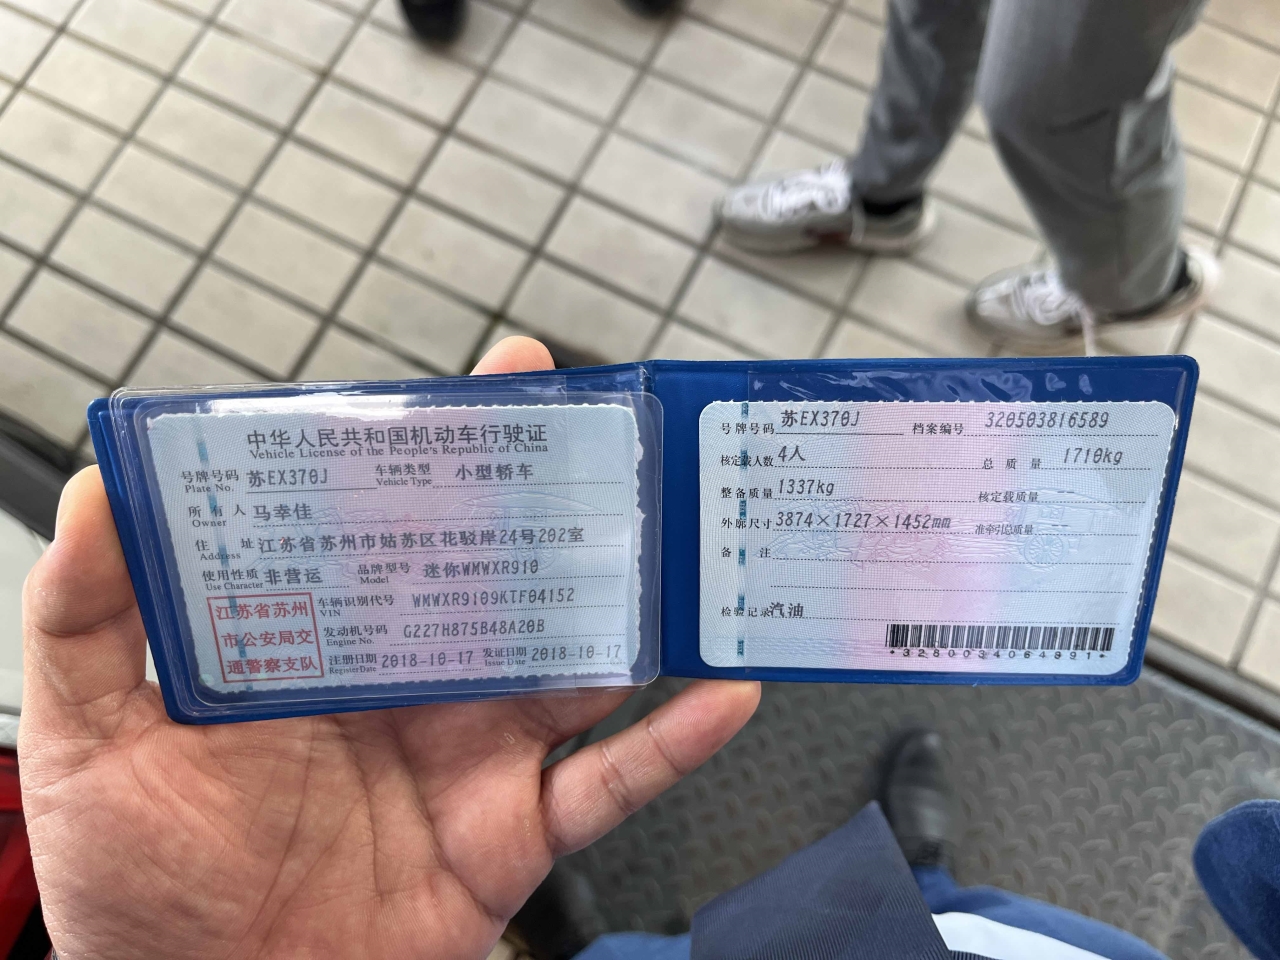 中华人民共和国机动车行驶证
Vehicle License of the People's Republic of China
号牌号码 苏EX370J 车辆类型 小型轿车
Plate No. Vehicle Type
所有人 马幸佳
Owner
住址 江苏省苏州市姑苏区花驳岸24号202室
Address
使用性质 非营运 品牌型号 迷你WMWXR910
Use Character Model
江苏省苏州
市公安局交
通警察支队
车辆识别代号 WMWXR9109KTF04152
VIN
发动机号码 G227H875B48A20B
Engine No.
注册日期 2018-10-17 发证日期 2018-10-17
Register Date Issue Date
号牌号码 苏EX370J 档案编号 320503816589
核定载人数 4人 总质量 1710kg
整备质量 1337kg 核定载质量 --
外廓尺寸 3874×1727×1452mm 准牵引总质量 --
备注
检验记录 汽油
*3280034064991*